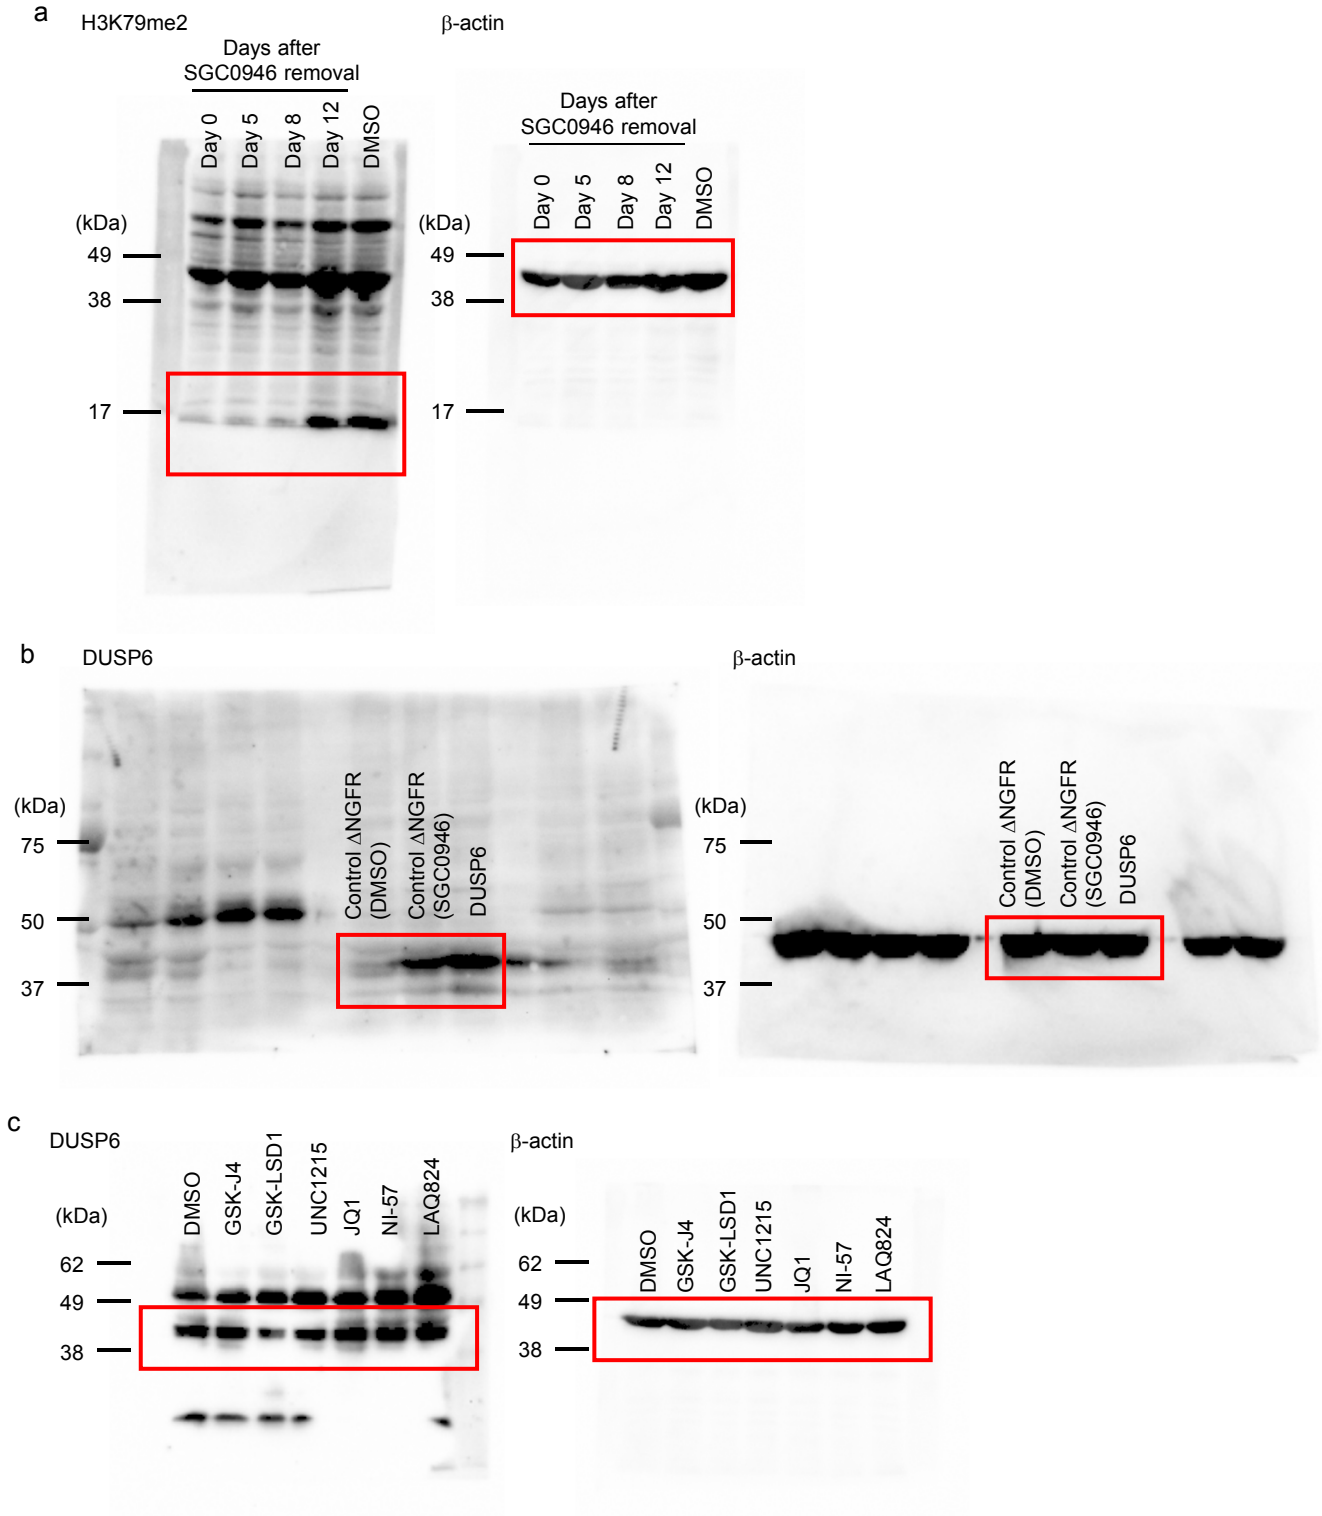 a
H3K79me2
Days after
SGC0946 removal
Day 0
Day 5
Day 8
Day 12
DMSO
(kDa)
49
38
17
β-actin
Days after
SGC0946 removal
Day 0
Day 5
Day 8
Day 12
DMSO
(kDa)
49
38
17
b
DUSP6
(kDa)
75
50
37
Control ΔNGFR
(DMSO)
Control ΔNGFR
(SGC0946)
DUSP6
β-actin
(kDa)
75
50
37
Control ΔNGFR
(DMSO)
Control ΔNGFR
(SGC0946)
DUSP6
c
DUSP6
DMSO
GSK-J4
GSK-LSD1
UNC1215
JQ1
NI-57
LAQ824
(kDa)
62
49
38
β-actin
DMSO
GSK-J4
GSK-LSD1
UNC1215
JQ1
NI-57
LAQ824
(kDa)
62
49
38